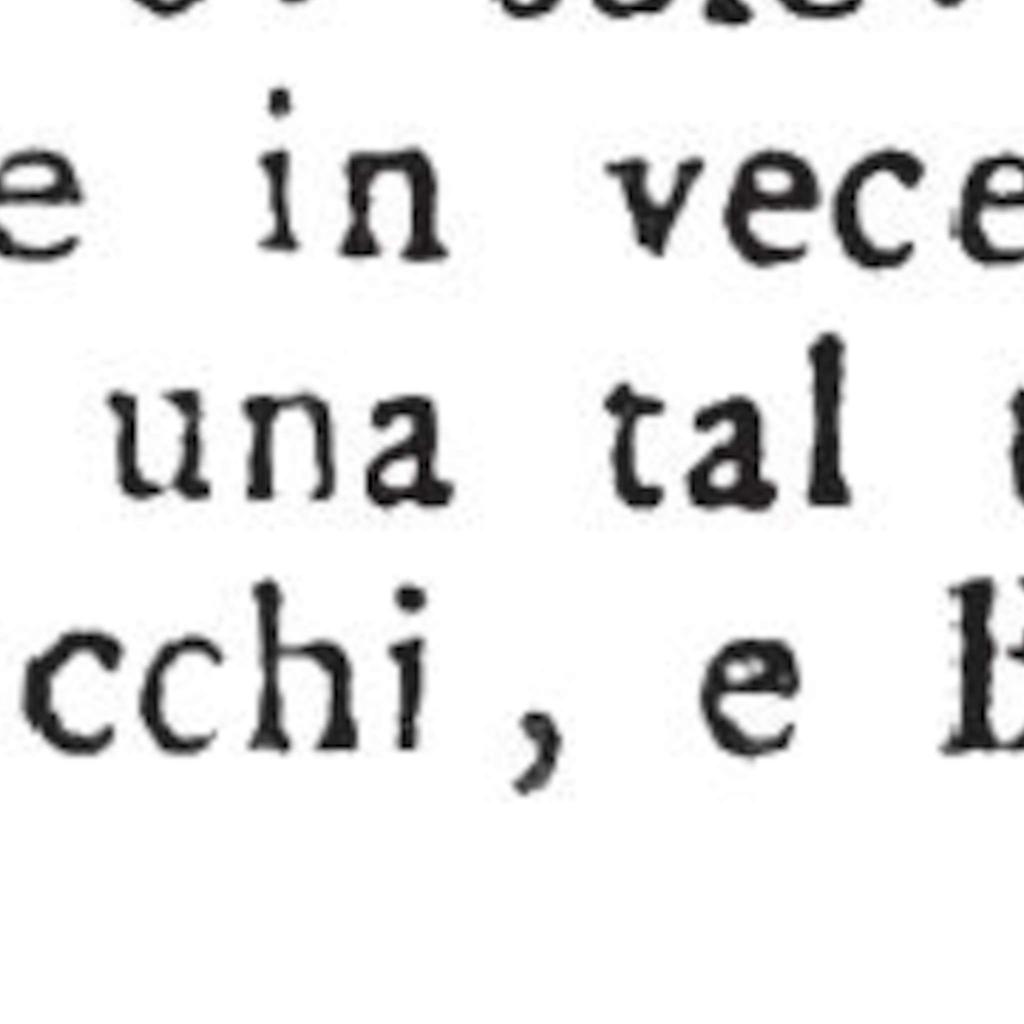 e in vece
una tal
cchi, e